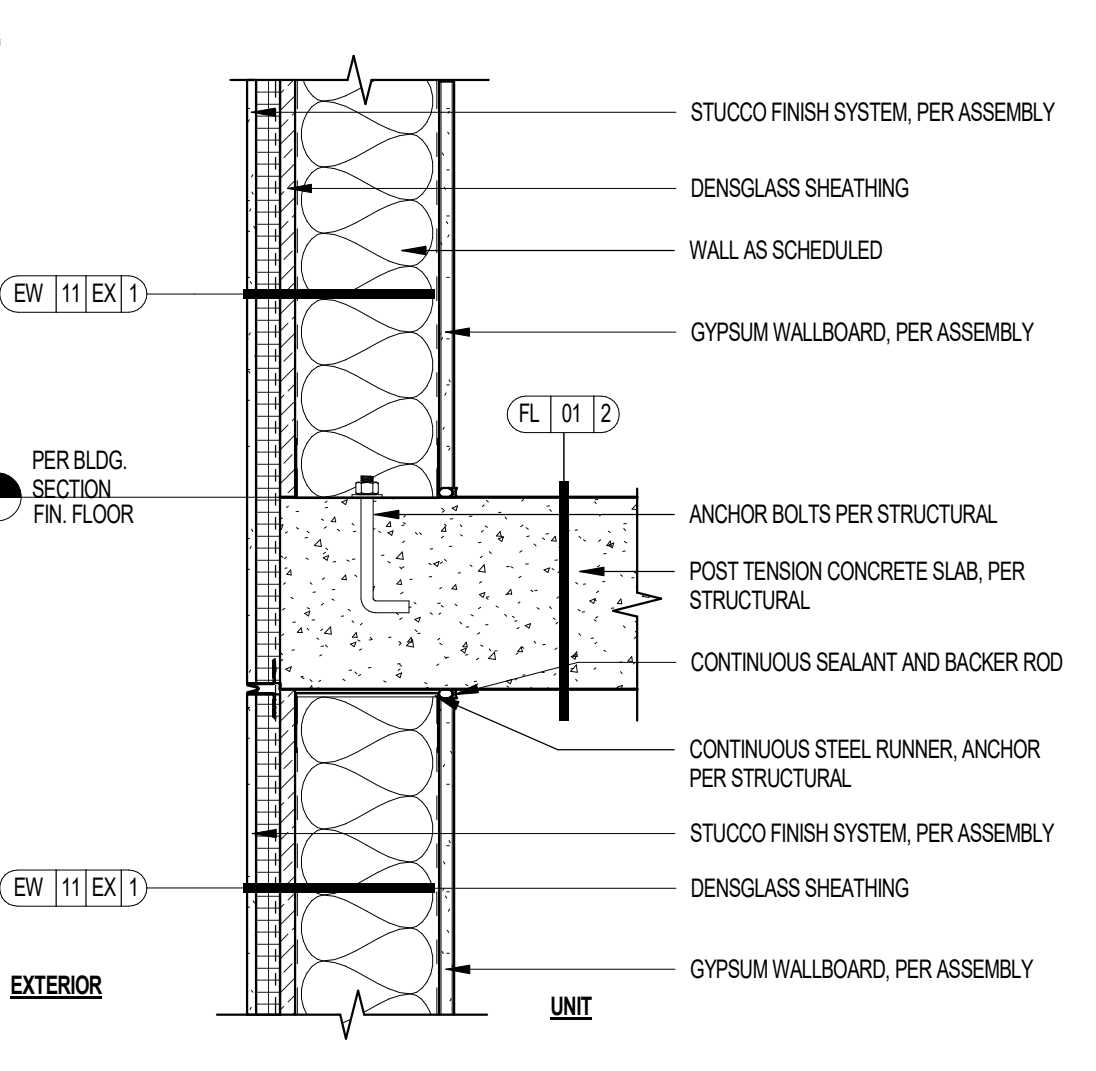 STUCCO FINISH SYSTEM, PER ASSEMBLY
DENSGLASS SHEATHING
WALL AS SCHEDULED
EW 11 EX 1
GYPSUM WALLBOARD, PER ASSEMBLY
FL 01 2
PER BLDG.
SECTION
FIN. FLOOR
ANCHOR BOLTS PER STRUCTURAL
POST TENSION CONCRETE SLAB, PER
STRUCTURAL
CONTINUOUS SEALANT AND BACKER ROD
CONTINUOUS STEEL RUNNER, ANCHOR
PER STRUCTURAL
STUCCO FINISH SYSTEM, PER ASSEMBLY
EW 11 EX 1
DENSGLASS SHEATHING
GYPSUM WALLBOARD, PER ASSEMBLY
EXTERIOR
UNIT